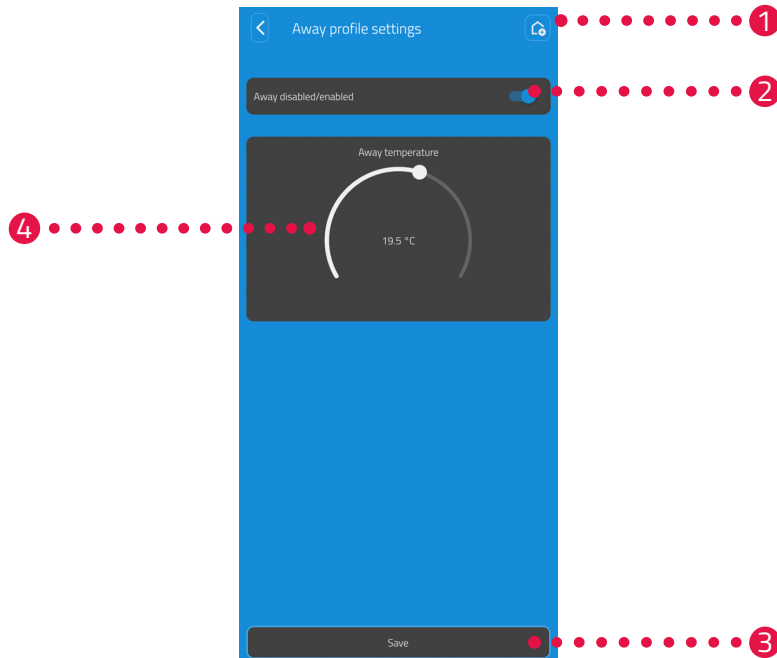 Away profile settings
1
Away disabled/enabled
2
Away temperature
4
19.5 °C
Save
3